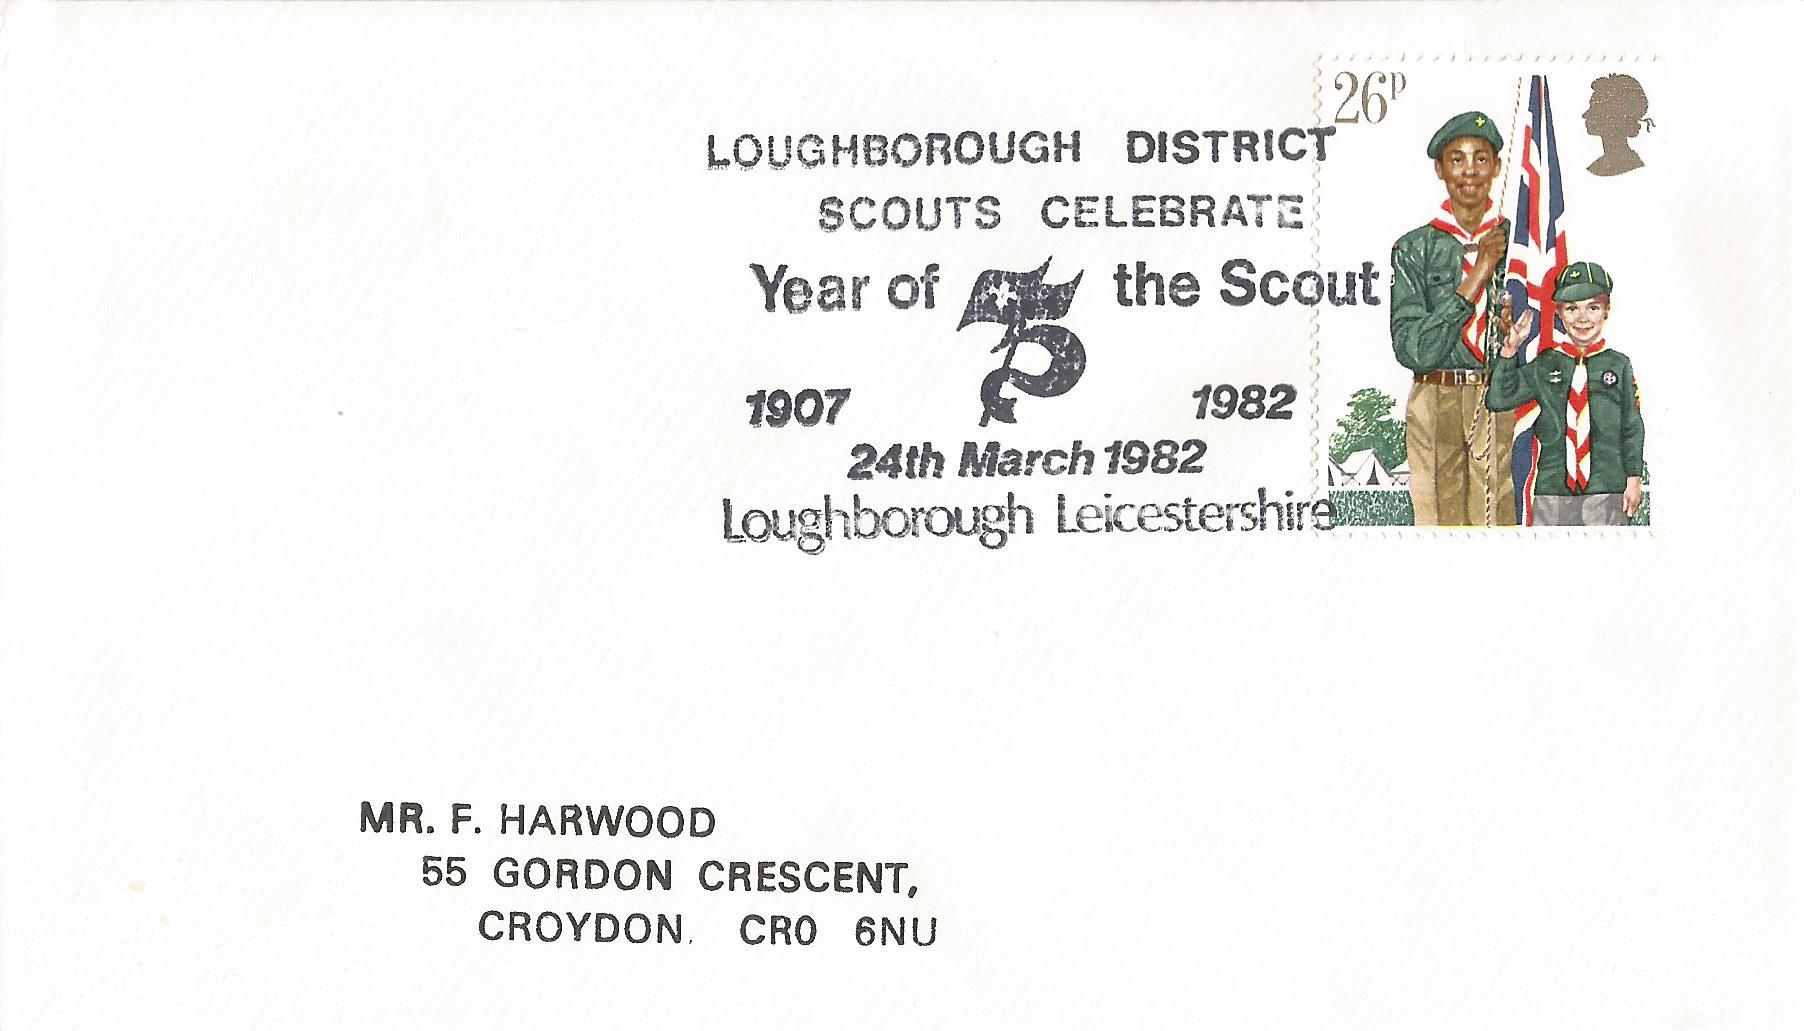 26P
LOUGHBOROUGH DISTRICT
SCOUTS CELEBRATE
Year of 75 the Scout
1907 1982
24th March 1982
Loughborough Leicestershire
MR. F. HARWOOD
55 GORDON CRESCENT,
CROYDON, CR0 6NU